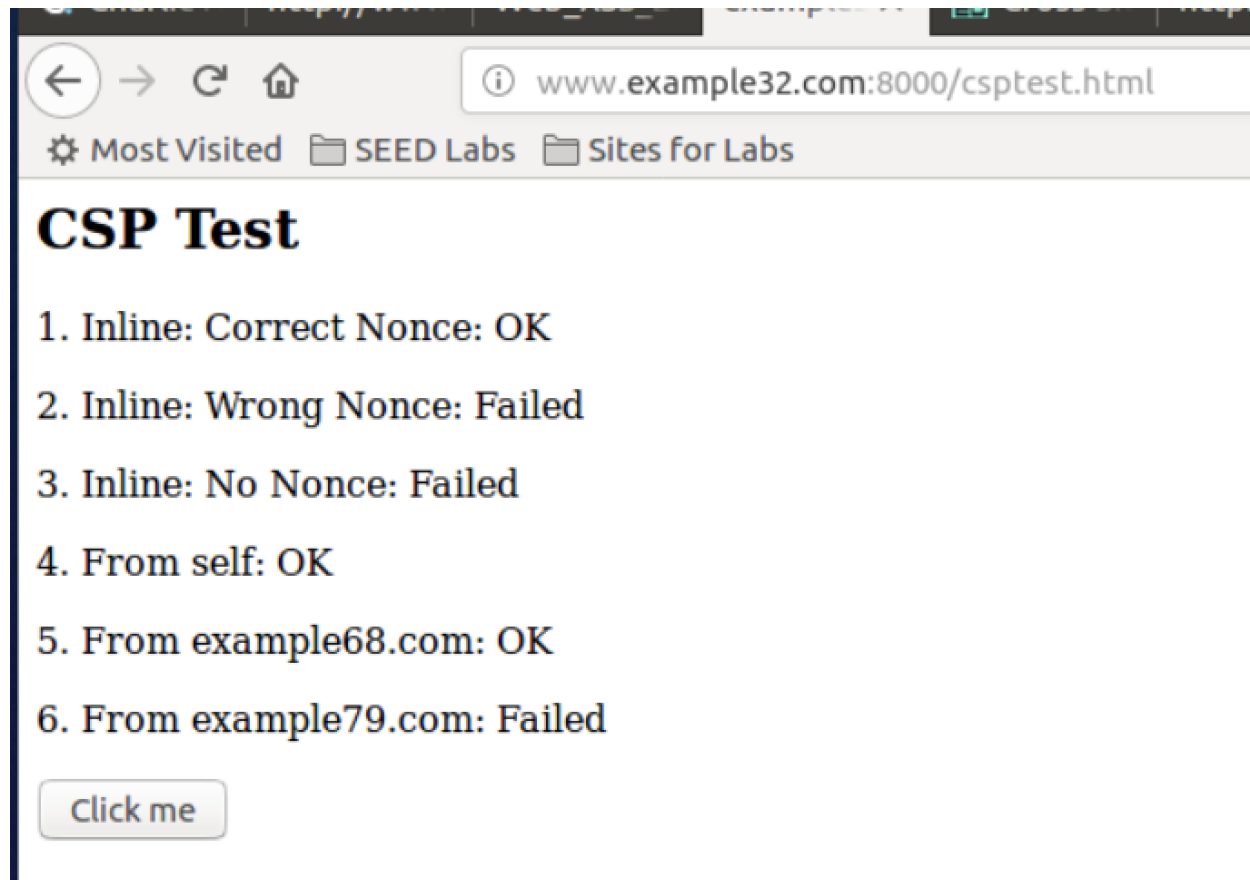 www.example32.com:8000/csptest.html
Most Visited SEED Labs Sites for Labs
CSP Test
1. Inline: Correct Nonce: OK
2. Inline: Wrong Nonce: Failed
3. Inline: No Nonce: Failed
4. From self: OK
5. From example68.com: OK
6. From example79.com: Failed
Click me